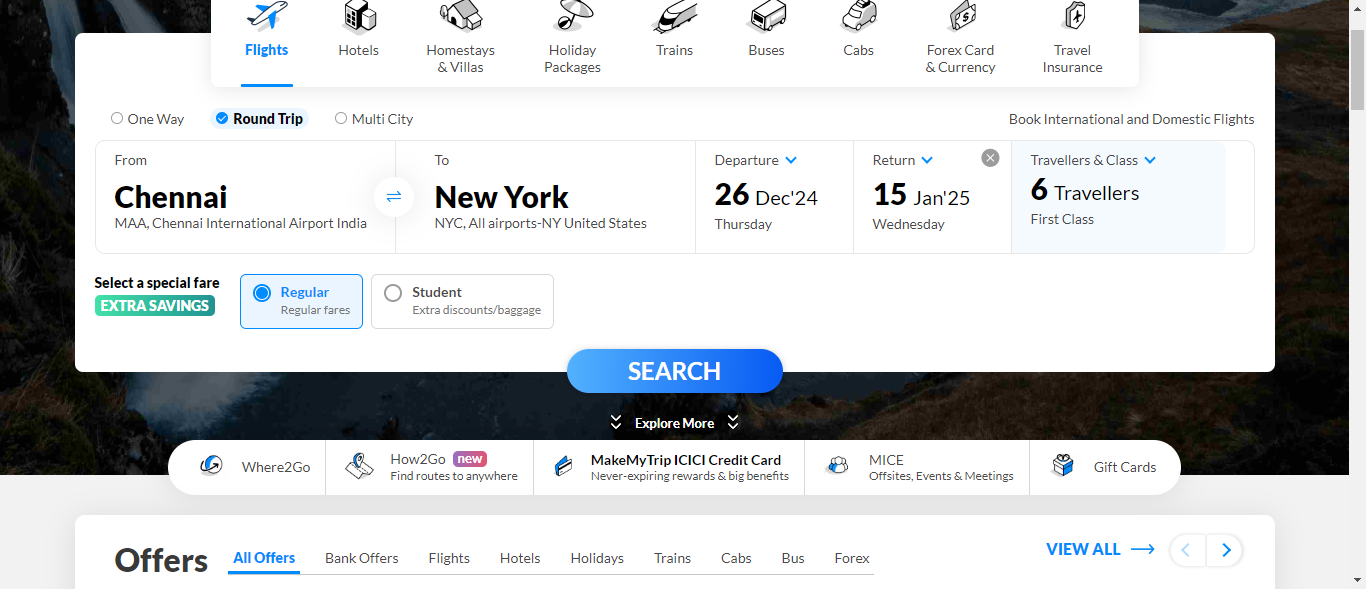 Flights
Hotels
Homestays & Villas
Holiday Packages
Trains
Buses
Cabs
Forex Card & Currency
Travel Insurance
One Way
Round Trip
Multi City
Book International and Domestic Flights
From
Chennai
MAA, Chennai International Airport India
To
New York
NYC, All airports-NY United States
Departure
26 Dec'24
Thursday
Return
15 Jan'25
Wednesday
Travellers & Class
6 Travellers
First Class
Select a special fare
EXTRA SAVINGS
Regular
Regular fares
Student
Extra discounts/baggage
SEARCH
Explore More
Where2Go
How2Go new
Find routes to anywhere
MakeMyTrip ICICI Credit Card
Never-expiring rewards & big benefits
MICE
Offsites, Events & Meetings
Gift Cards
Offers
All Offers
Bank Offers
Flights
Hotels
Holidays
Trains
Cabs
Bus
Forex
VIEW ALL